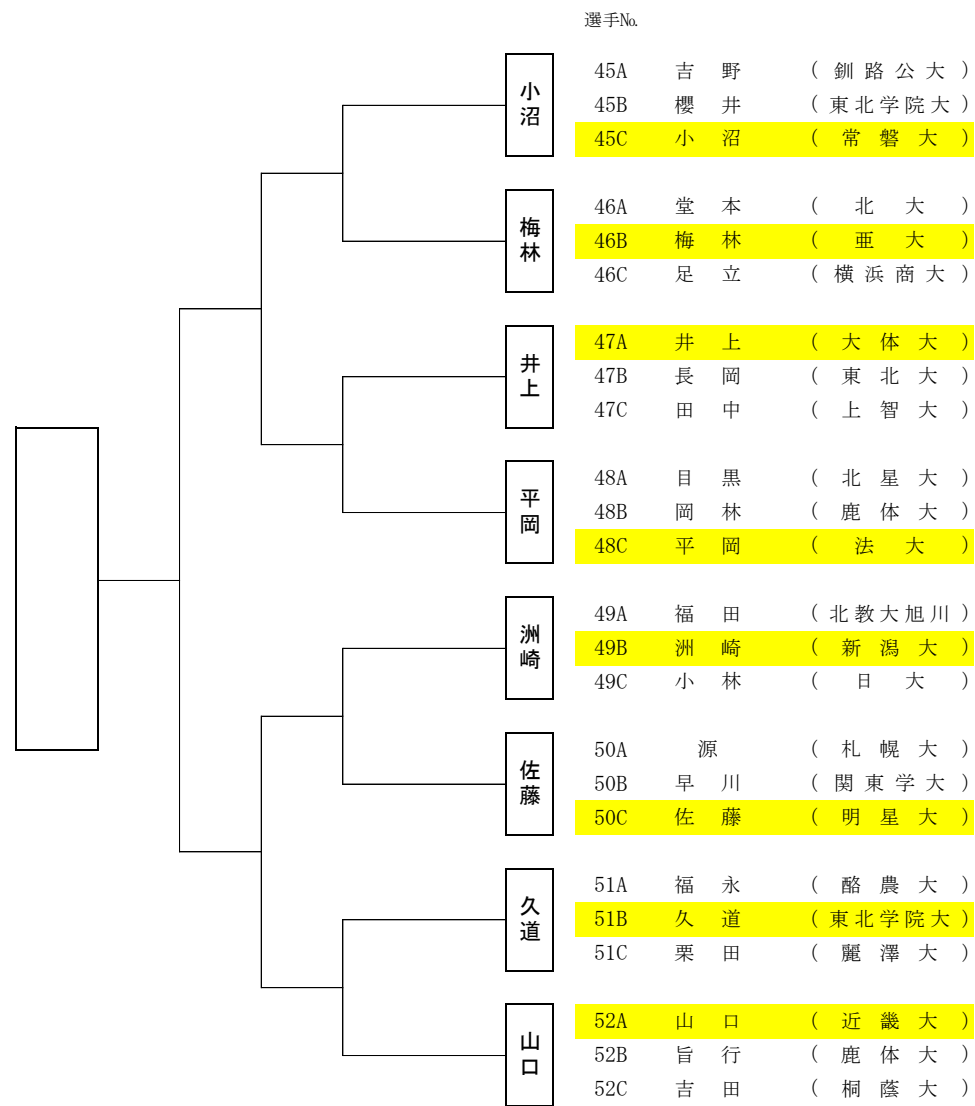 選手№
小沼
45A 吉野 (釧路公大)
45B 櫻井 (東北学院大)
45C 小沼 (常磐大)
梅林
46A 堂本 (北大)
46B 梅林 (亜大)
46C 足立 (横浜商大)
井上
47A 井上 (大体大)
47B 長岡 (東北大)
47C 田中 (上智大)
平岡
48A 目黒 (北星大)
48B 岡林 (鹿体大)
48C 平岡 (法大)
洲崎
49A 福田 (北教大旭川)
49B 洲崎 (新潟大)
49C 小林 (日大)
佐藤
50A 源 (札幌大)
50B 早川 (関東学大)
50C 佐藤 (明星大)
久道
51A 福永 (酪農大)
51B 久道 (東北学院大)
51C 栗田 (麗澤大)
山口
52A 山口 (近畿大)
52B 旨行 (鹿体大)
52C 吉田 (桐蔭大)